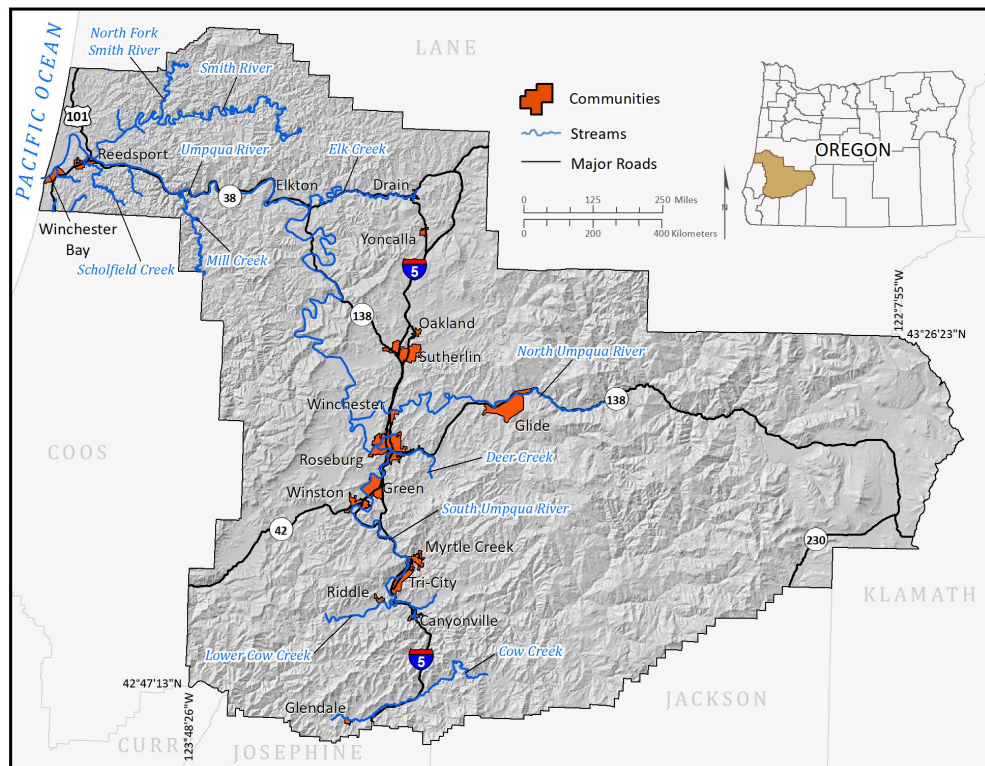 North Fork
Smith River
LANE
PACIFIC OCEAN
Smith River
101
Communities
Streams
Major Roads
OREGON
Reedsport
Umpqua River
Elk Creek
Elkton
Drain
38
0 125 250 Miles
0 200 400 Kilometers
N
Winchester
Bay
Yoncalla
Scholfield Creek
Mill Creek
5
122°7'55"W
43°26'23"N
138
Oakland
Sutherlin
North Umpqua River
138
Winchester
Glide
COOS
Roseburg
Deer Creek
Winston
Green
South Umpqua River
42
230
Myrtle Creek
Tri-City
Riddle
KLAMATH
Canyonville
Lower Cow Creek
Cow Creek
5
42°47'13"N
123°48'26"W
JACKSON
Glendale
CURR
JOSEPHINE